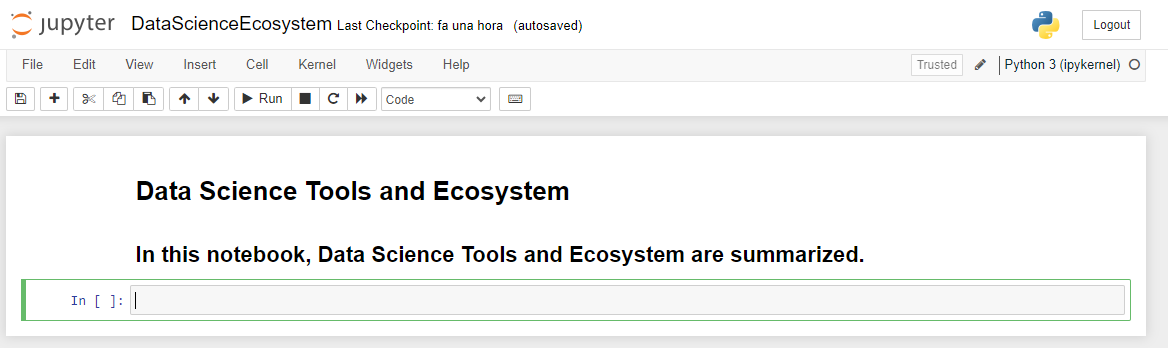 jupyter DataScienceEcosystem Last Checkpoint: fa una hora (autosaved) Logout
File Edit View Insert Cell Kernel Widgets Help Trusted Python 3 (ipykernel)
Run Code
Data Science Tools and Ecosystem
In this notebook, Data Science Tools and Ecosystem are summarized.
In [ ]: